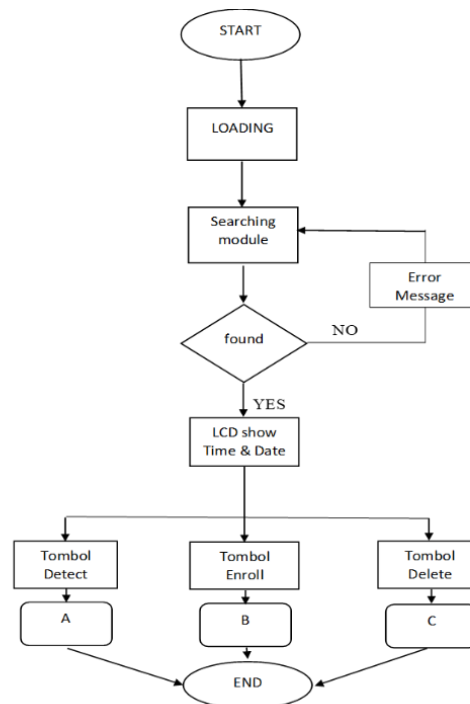 START
LOADING
Searching
module
Error
Message
found
NO
YES
LCD show
Time & Date
Tombol
Detect
Tombol
Enroll
Tombol
Delete
A
B
C
END